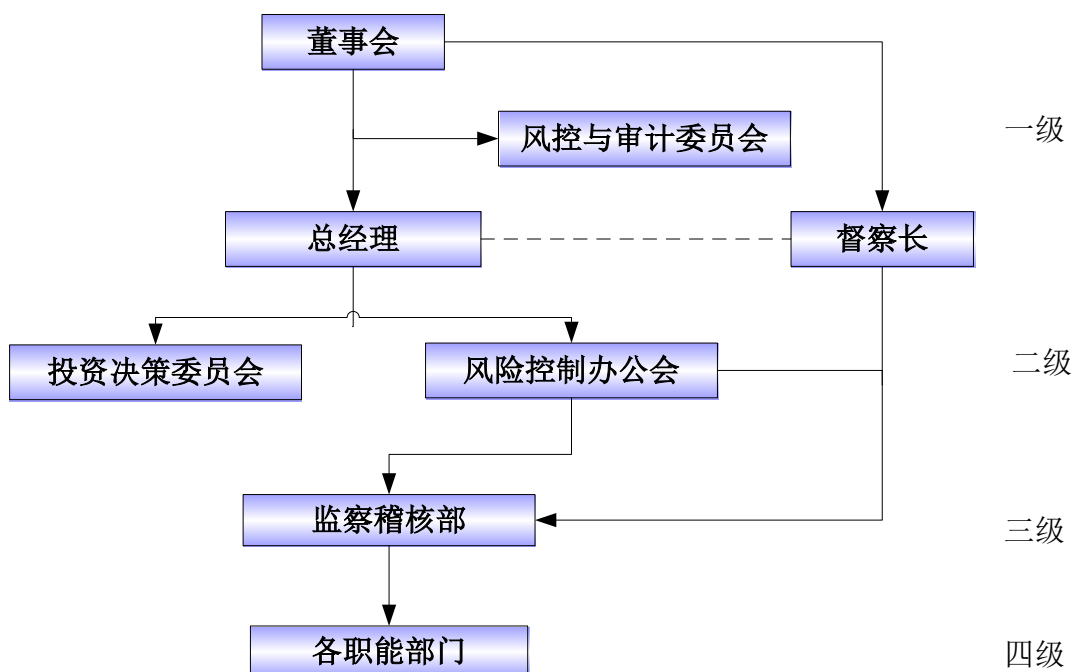 董事会
风控与审计委员会
一级
总经理
督察长
投资决策委员会
风险控制办公会
二级
监察稽核部
三级
各职能部门
四级